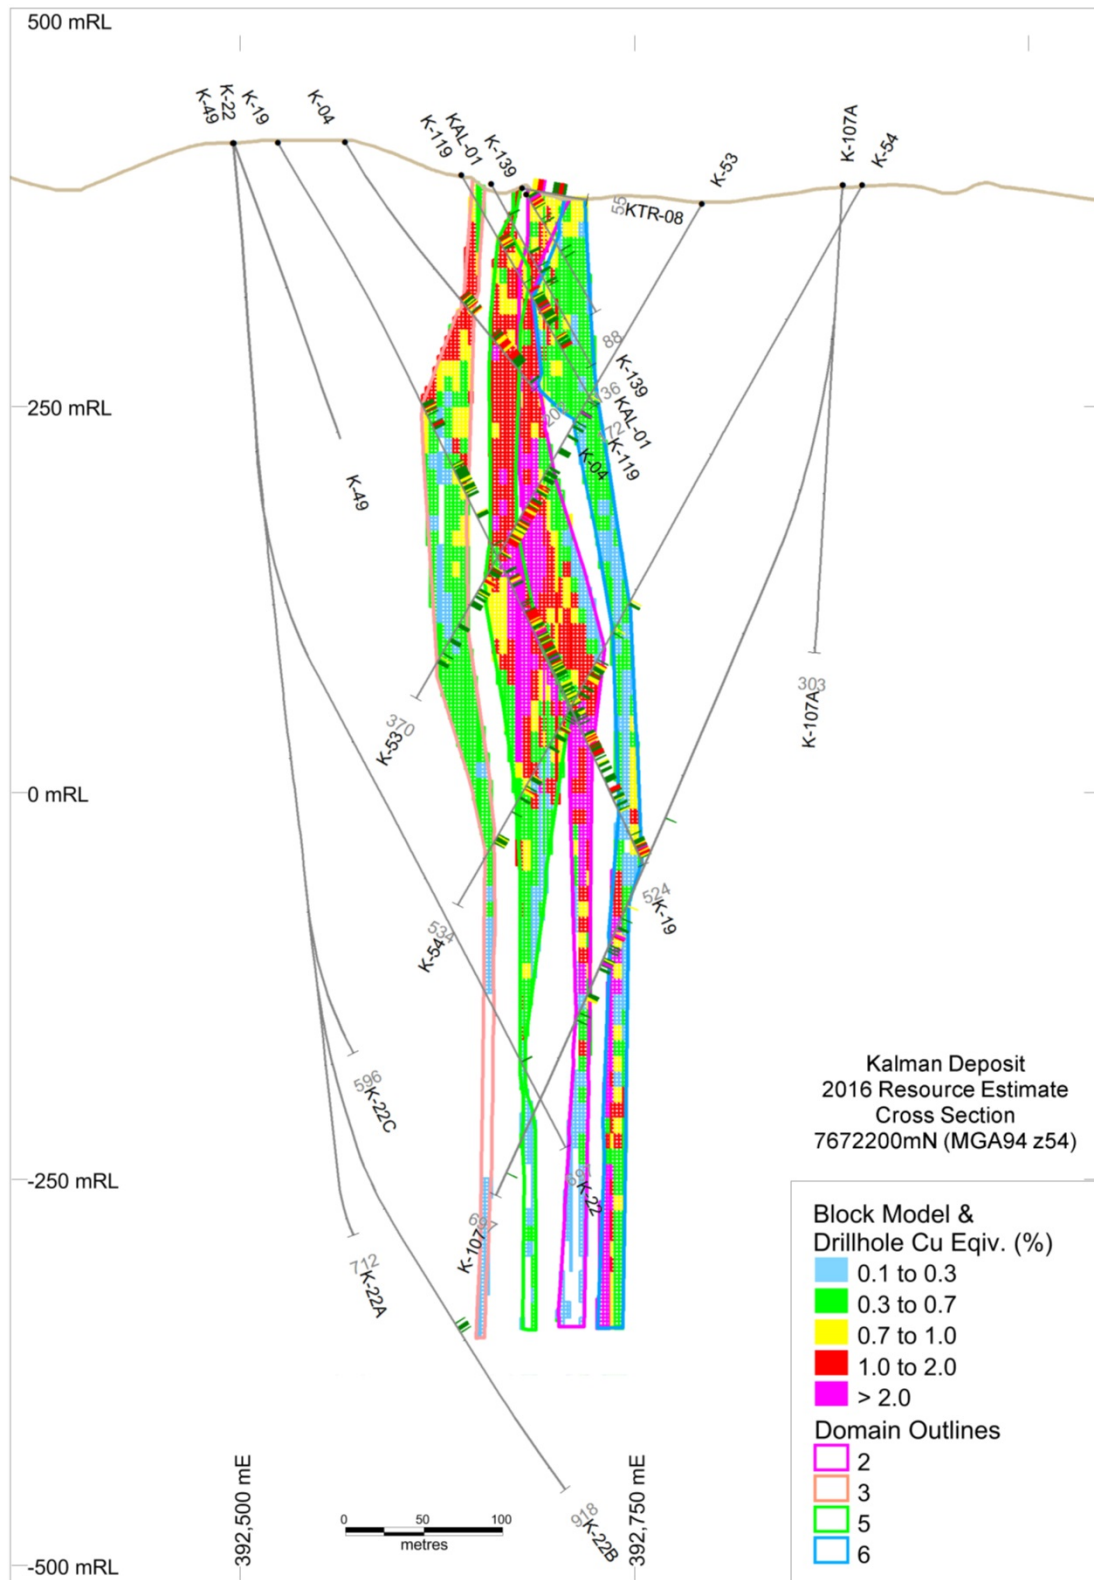 500 mRL
K-49
K-22
K-19
K-04
K-119
KAL-01
K-139
K-53
K-107A
K-54
55
KTR-08
88
K-139
136
KAL-01
250 mRL
K-119
K-04
K-49
303
K-107A
370
K-53
0 mRL
524
K-19
534
K-54
596
K-22C
Kalman Deposit
2016 Resource Estimate
Cross Section
7672200mN (MGA94 z54)
-250 mRL
K-22
K-107
712
K-22A
Block Model &
Drillhole Cu Eqiv. (%)
0.1 to 0.3
0.3 to 0.7
0.7 to 1.0
1.0 to 2.0
> 2.0
Domain Outlines
2
3
5
6
392,500 mE
392,750 mE
0 50 100
metres
918
K-22B
-500 mRL